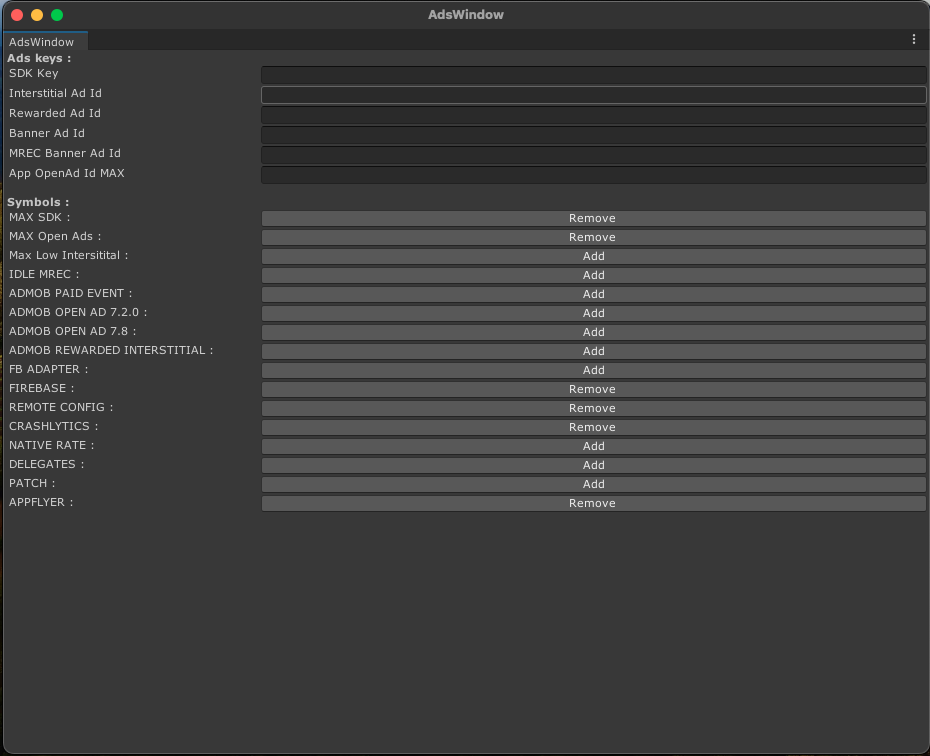 AdsWindow
AdsWindow
Ads keys :
SDK Key
Interstitial Ad Id
Rewarded Ad Id
Banner Ad Id
MREC Banner Ad Id
App OpenAd Id MAX
Symbols :
MAX SDK : Remove
MAX Open Ads : Remove
Max Low Intersitital : Add
IDLE MREC : Add
ADMOB PAID EVENT : Add
ADMOB OPEN AD 7.2.0 : Add
ADMOB OPEN AD 7.8 : Add
ADMOB REWARDED INTERSTITIAL : Add
FB ADAPTER : Add
FIREBASE : Remove
REMOTE CONFIG : Remove
CRASHLYTICS : Remove
NATIVE RATE : Add
DELEGATES : Add
PATCH : Add
APPFLYER : Remove